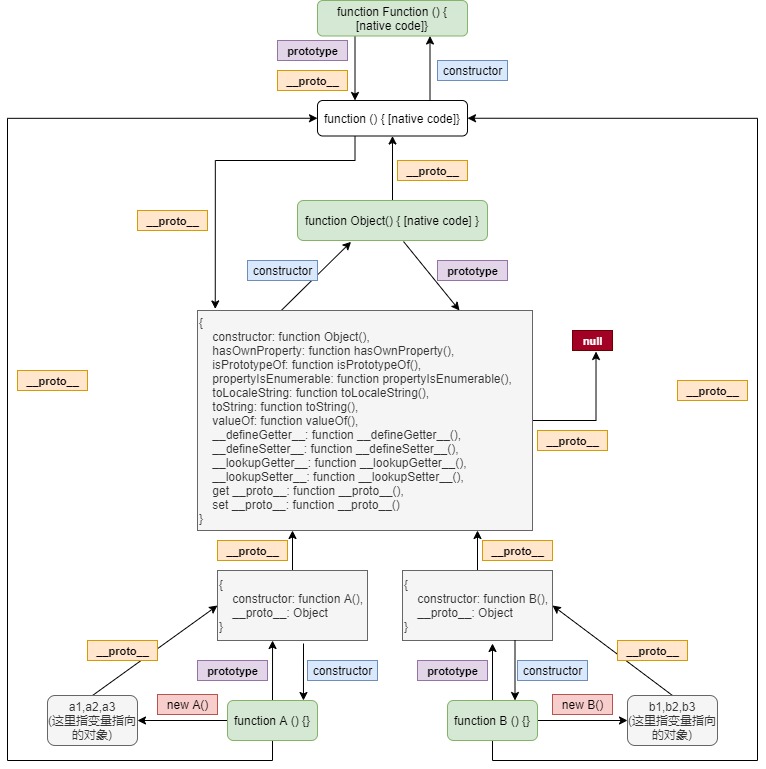 function Function () {
[native code]}
prototype
constructor
__proto__
function () { [native code]}
__proto__
function Object() { [native code] }
__proto__
constructor
prototype
{
constructor: function Object(),
hasOwnProperty: function hasOwnProperty(),
isPrototypeOf: function isPrototypeOf(),
propertyIsEnumerable: function propertyIsEnumerable(),
toLocaleString: function toLocaleString(),
toString: function toString(),
valueOf: function valueOf(),
__defineGetter__: function __defineGetter__(),
__defineSetter__: function __defineSetter__(),
__lookupGetter__: function __lookupGetter__(),
__lookupSetter__: function __lookupSetter__(),
get __proto__: function __proto__(),
set __proto__: function __proto__()
}
null
__proto__
__proto__
__proto__
__proto__
__proto__
{
constructor: function A(),
__proto__: Object
}
{
constructor: function B(),
__proto__: Object
}
__proto__
__proto__
prototype
constructor
prototype
constructor
a1,a2,a3
(这里指变量指向
的对象)
new A()
function A () {}
function B () {}
new B()
b1,b2,b3
(这里指变量指向
的对象)